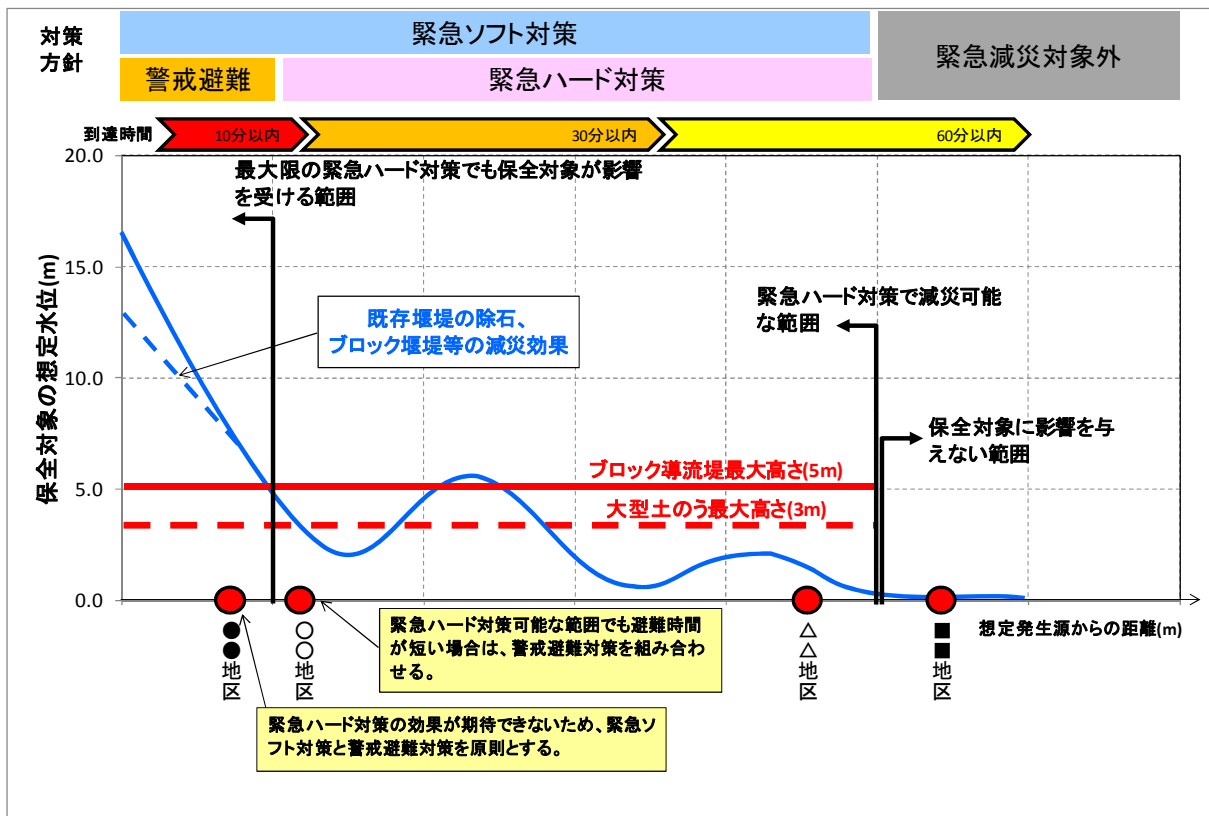 対策
方針
緊急ソフト対策
警戒避難
緊急ハード対策
緊急減災対象外
到達時間
10分以内
30分以内
60分以内
20.0
15.0
10.0
5.0
0.0
保全対象の想定水位(m)
最大限の緊急ハード対策でも保全対象が影響
を受ける範囲
既存堰堤の除石、
ブロック堰堤等の減災効果
緊急ハード対策で減災可能
な範囲
保全対象に影響を与
えない範囲
ブロック導流堤最大高さ(5m)
大型土のう最大高さ(3m)
想定発生源からの距離(m)
●●地区
○○地区
△△地区
■■地区
緊急ハード対策可能な範囲でも避難時間
が短い場合は、警戒避難対策を組み合わ
せる。
緊急ハード対策の効果が期待できないため、緊急ソ
フト対策と警戒避難対策を原則とする。